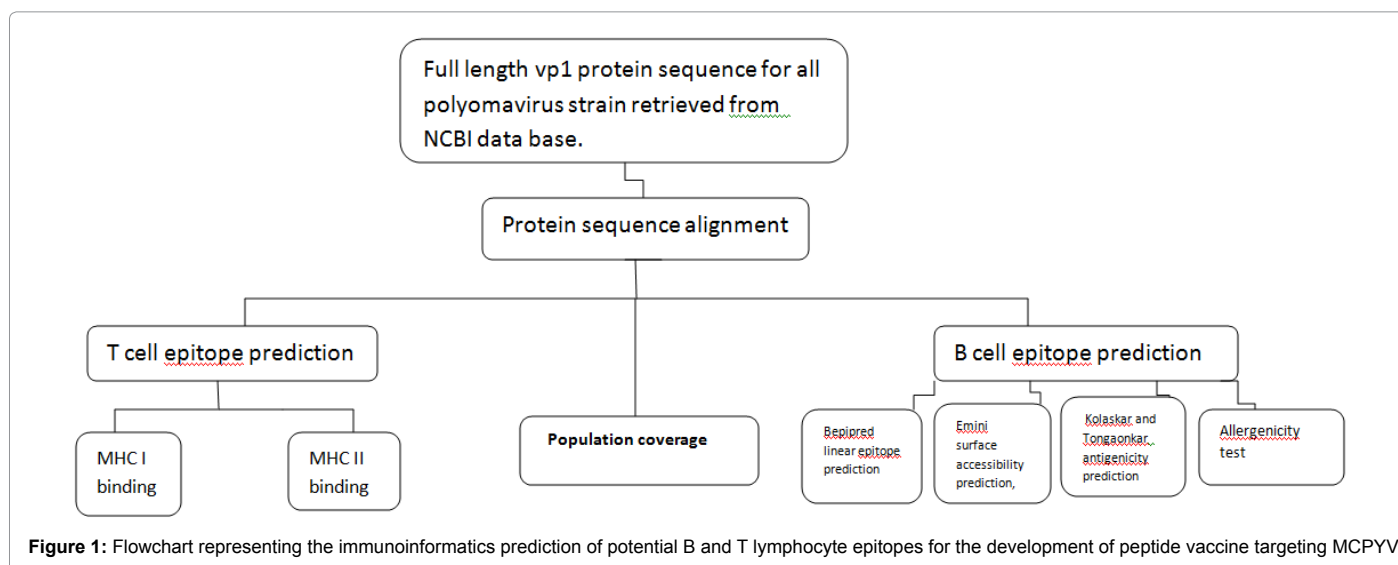 Full length vp1 protein sequence for all
polyomavirus strain retrieved from
NCBI data base.
Protein sequence alignment
T cell epitope prediction
B cell epitope prediction
MHC I
binding
MHC II
binding
Population coverage
Bepipred
linear epitope
prediction
Emini
surface
accessibility
prediction,
Kolaskar and
Tongaonkar
antigenicity
prediction
Allergenicity
test
Figure 1: Flowchart representing the immunoinformatics prediction of potential B and T lymphocyte epitopes for the development of peptide vaccine targeting MCPYV